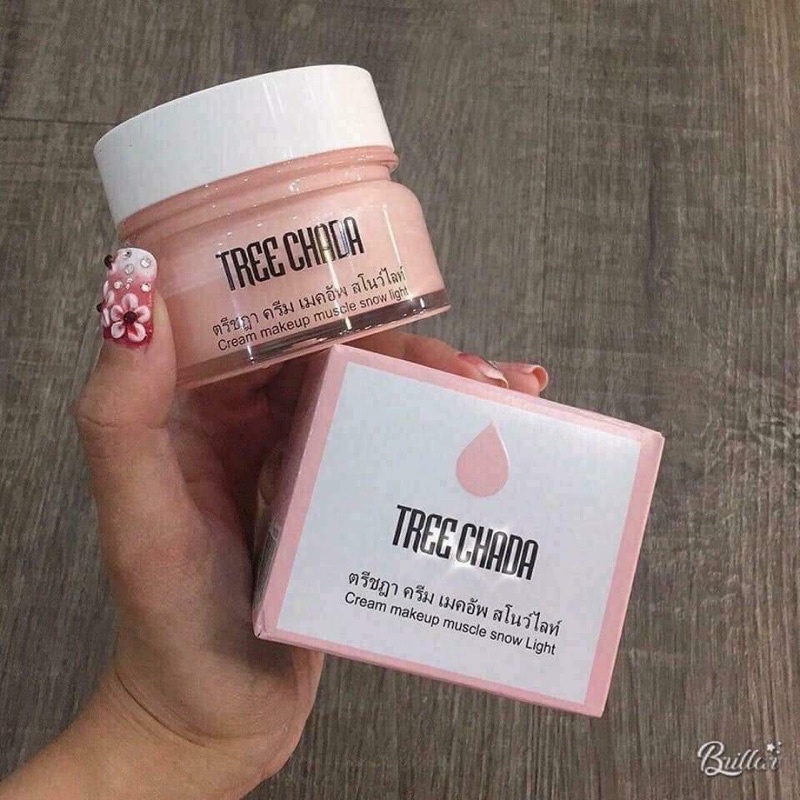 TREE CHADA
ตรีชฎา ครีม เมคอัพ สโนว์ไลท์
Cream makeup muscle snow light
TREE CHADA
ตรีชฎา ครีม เมคอัพ สโนว์ไลท์
Cream makeup muscle snow Light